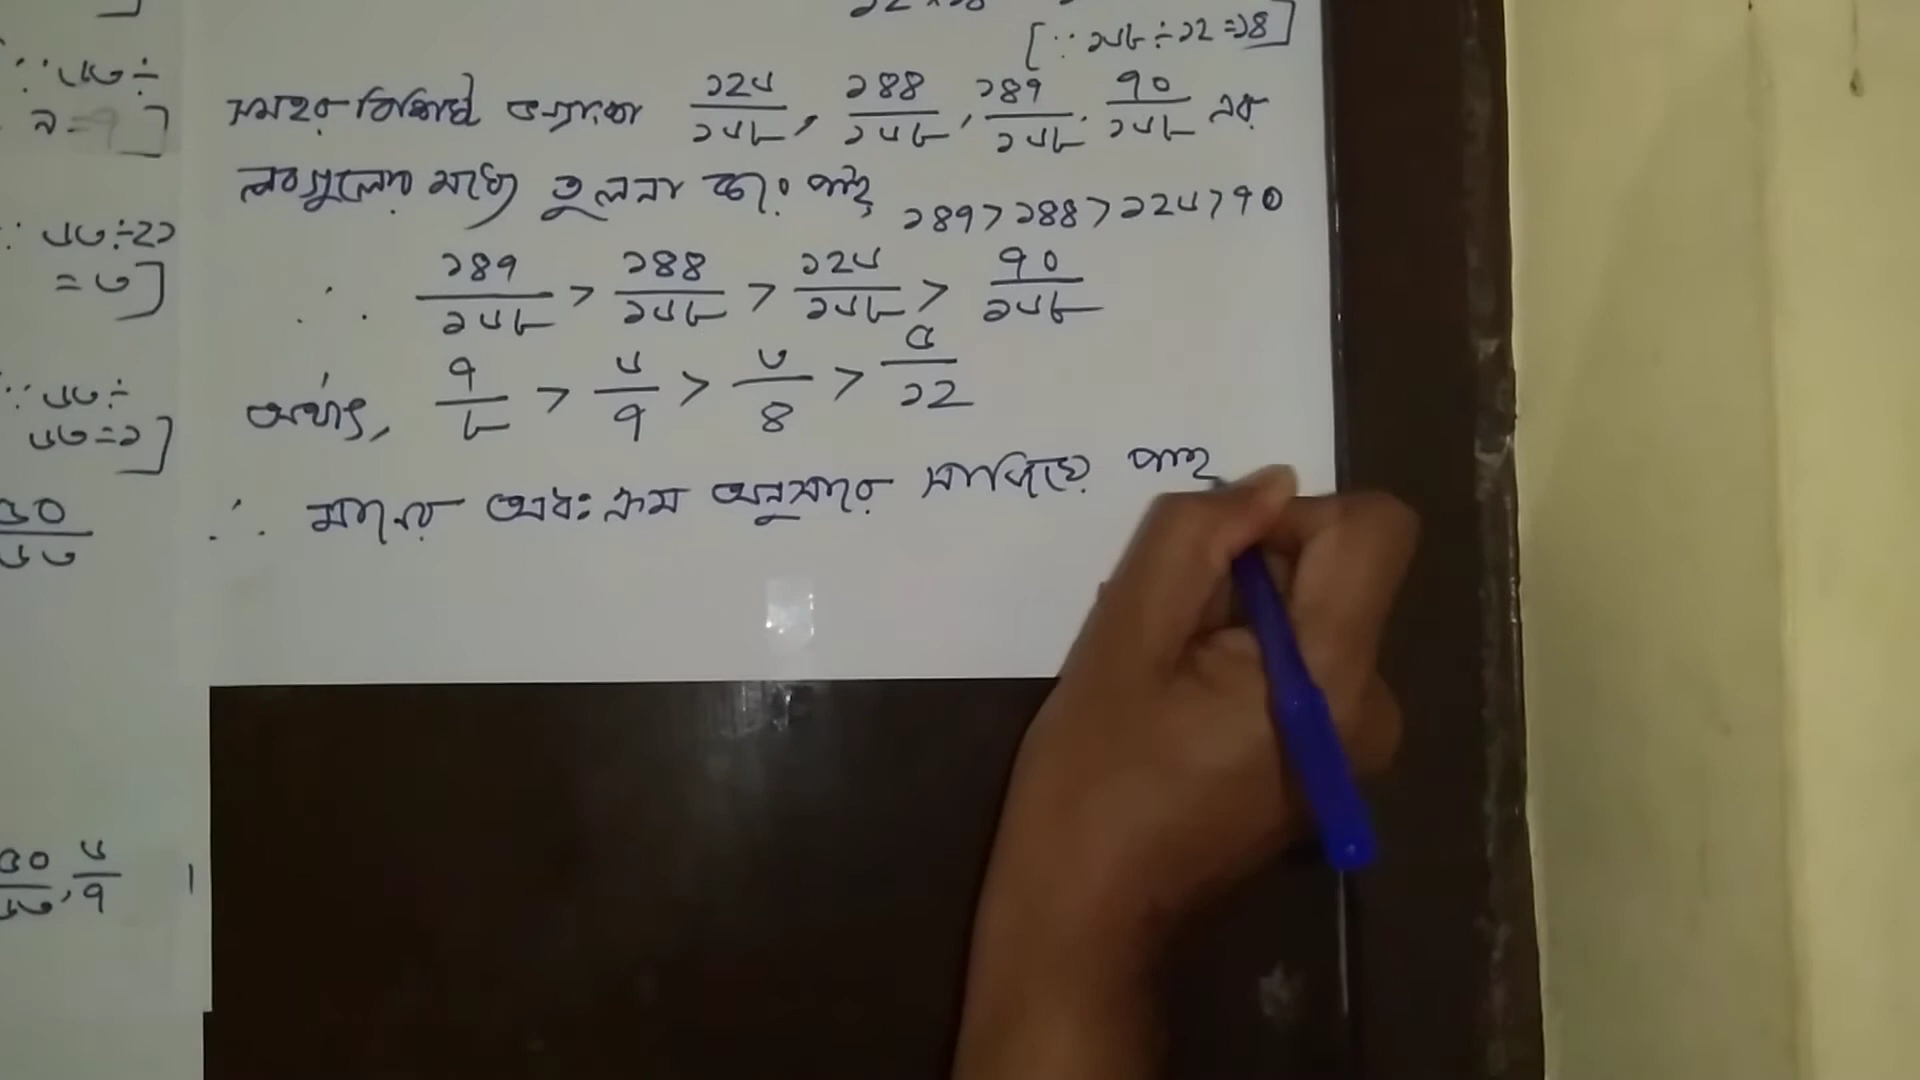 [∵ ১৬৮÷১২=১৪]
সমহর বিশিষ্ট ভগ্নাংশ ১২৬/১৬৮, ১৪৪/১৬৮, ১৪৭/১৬৮, ৭০/১৬৮ এর
লবগুলোর মধ্যে তুলনা করে পাই, ১৪৭>১৪৪>১২৬>৭০
∴ ১৪৭/১৬৮ > ১৪৪/১৬৮ > ১২৬/১৬৮ > ৭০/১৬৮
অর্থাৎ, ৭/৮ > ৬/৭ > ৩/৪ > ৫/১২
∴ মানের অধঃক্রম অনুসারে সাজিয়ে পাই